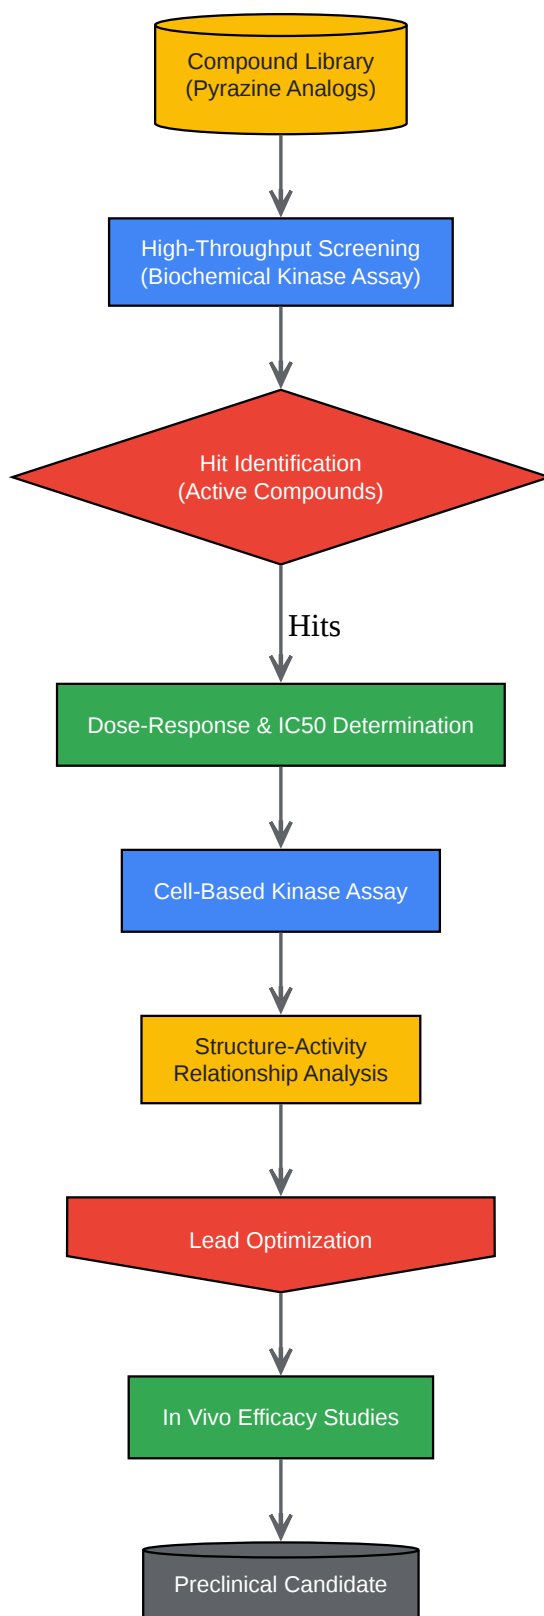 Compound Library
(Pyrazine Analogs)
High-Throughput Screening
(Biochemical Kinase Assay)
Hit Identification
(Active Compounds)
Hits
Dose-Response & IC50 Determination
Cell-Based Kinase Assay
Structure-Activity
Relationship Analysis
Lead Optimization
In Vivo Efficacy Studies
Preclinical Candidate